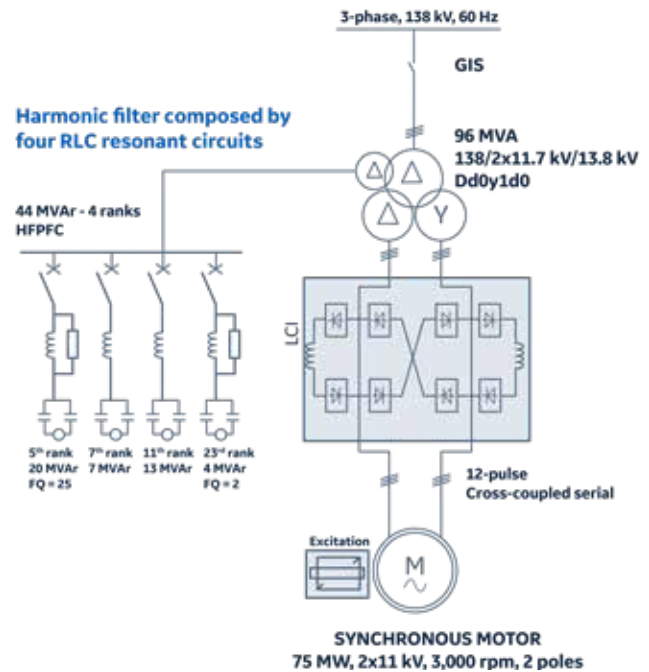 3-phase, 138 kV, 60 Hz
GIS
Harmonic filter composed by
four RLC resonant circuits
96 MVA
138/2x11.7 kV/13.8 kV
Dd0y1d0
Δ
Δ
Δ
Y
44 MVAr - 4 ranks
HFPFC
LCI
5th rank
20 MVAr
FQ = 25
7th rank
7 MVAr
11th rank
13 MVAr
23rd rank
4 MVAr
FQ = 2
12-pulse
Cross-coupled serial
Excitation
M
SYNCHRONOUS MOTOR
75 MW, 2x11 kV, 3,000 rpm, 2 poles